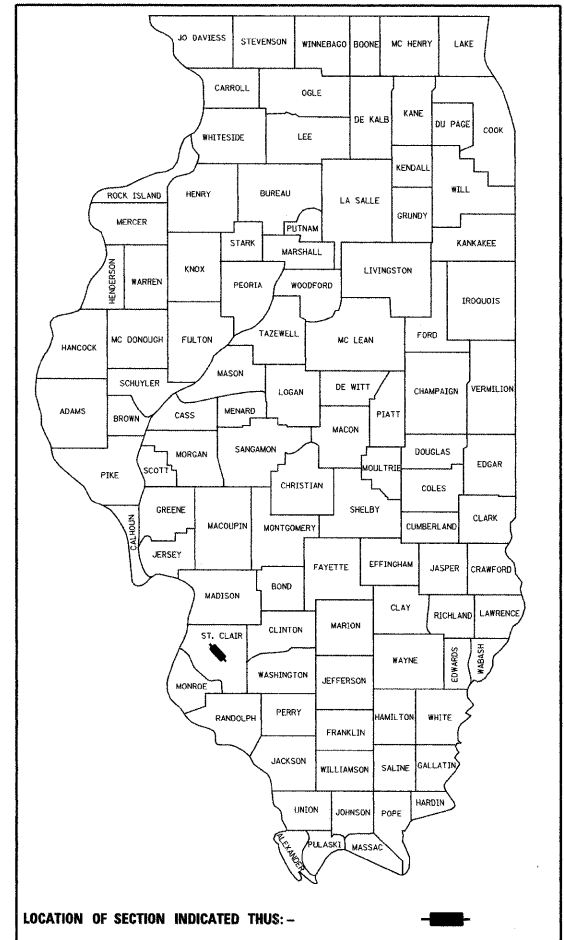 JO DAVIESS STEVENSON WINNEBAGO BOONE MC HENRY LAKE
CARROLL OGLE
DE KALB KANE DU PAGE COOK
WHITESIDE LEE
KENDALL
WILL
ROCK ISLAND HENRY BUREAU LA SALLE GRUNDY
MERCER
PUTNAM
STARK MARSHALL KANKAKEE
HENDERSON WARREN KNOX PEORIA WOODFORD LIVINGSTON IROQUOIS
TAZEWELL MC LEAN FORD
HANCOCK MC DONOUGH FULTON
MASON
SCHUYLER LOGAN DE WITT CHAMPAIGN VERMILION
ADAMS BROWN CASS MENARD PIATT
MACON
MORGAN SANGAMON DOUGLAS
PIKE SCOTT MOULTRIE EDGAR
CHRISTIAN COLES
GREENE SHELBY
CALHOUN MACOUPIN MONTGOMERY CUMBERLAND CLARK
JERSEY
FAYETTE EFFINGHAM JASPER CRAWFORD
MADISON BOND
CLAY RICHLAND LAWRENCE
ST. CLAIR CLINTON MARION
WAYNE EDWARDS WABASH
MONROE WASHINGTON JEFFERSON
RANDOLPH PERRY HAMILTON WHITE
FRANKLIN
JACKSON WILLIAMSON SALINE GALLATIN
HARDIN
UNION JOHNSON POPE
ALEXANDER PULASKI MASSAC
LOCATION OF SECTION INDICATED THUS: -